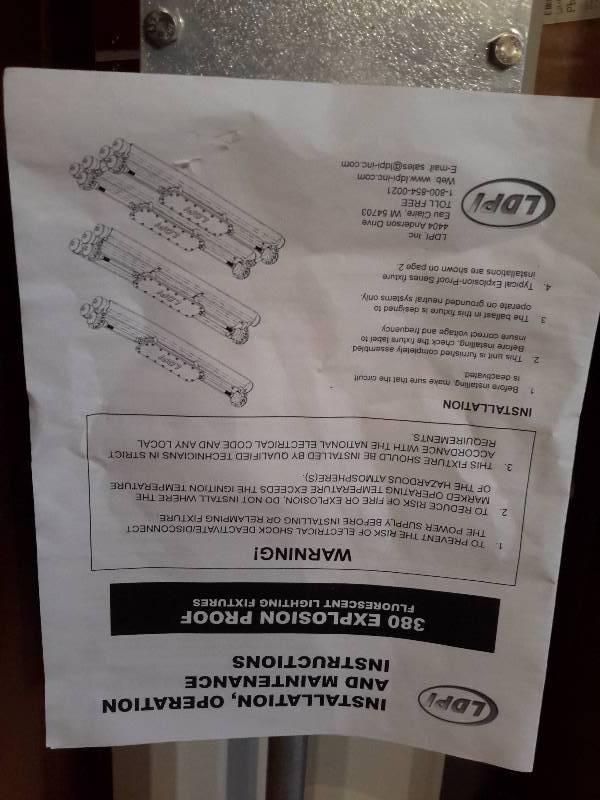 LDPI
INSTALLATION, OPERATION
AND MAINTENANCE
INSTRUCTIONS
380 EXPLOSION PROOF
FLUORESCENT LIGHTING FIXTURES
WARNING!
1. TO PREVENT THE RISK OF ELECTRICAL SHOCK DEACTIVATE/DISCONNECT
THE POWER SUPPLY BEFORE INSTALLING OR RELAMPING FIXTURE.
2. TO REDUCE RISK OF FIRE OR EXPLOSION, DO NOT INSTALL WHERE THE
MARKED OPERATING TEMPERATURE EXCEEDS THE IGNITION TEMPERATURE
OF THE HAZARDOUS ATMOSPHERE(S).
3. THIS FIXTURE SHOULD BE INSTALLED BY QUALIFIED TECHNICIANS IN STRICT
ACCORDANCE WITH THE NATIONAL ELECTRICAL CODE AND ANY LOCAL
REQUIREMENTS.
INSTALLATION
1. Before installing, make sure that the circuit
is deactivated.
2. This unit is furnished completely assembled
Before installing, check the fixture label to
insure correct voltage and frequency
3. The ballast in this fixture is designed to
operate on grounded neutral systems only.
4. Typical Explosion-Proof Fixture Series
installations are shown on page 2.
LDPI, Inc.
4404 Anderson Drive
Eau Claire, WI 54703
TOLL FREE
1-800-854-0021
Web: www.ldpi-inc.com
E-mail: sales@ldpi-inc.com
LDPI
LDPI
LDPI
LDPI
LDPI